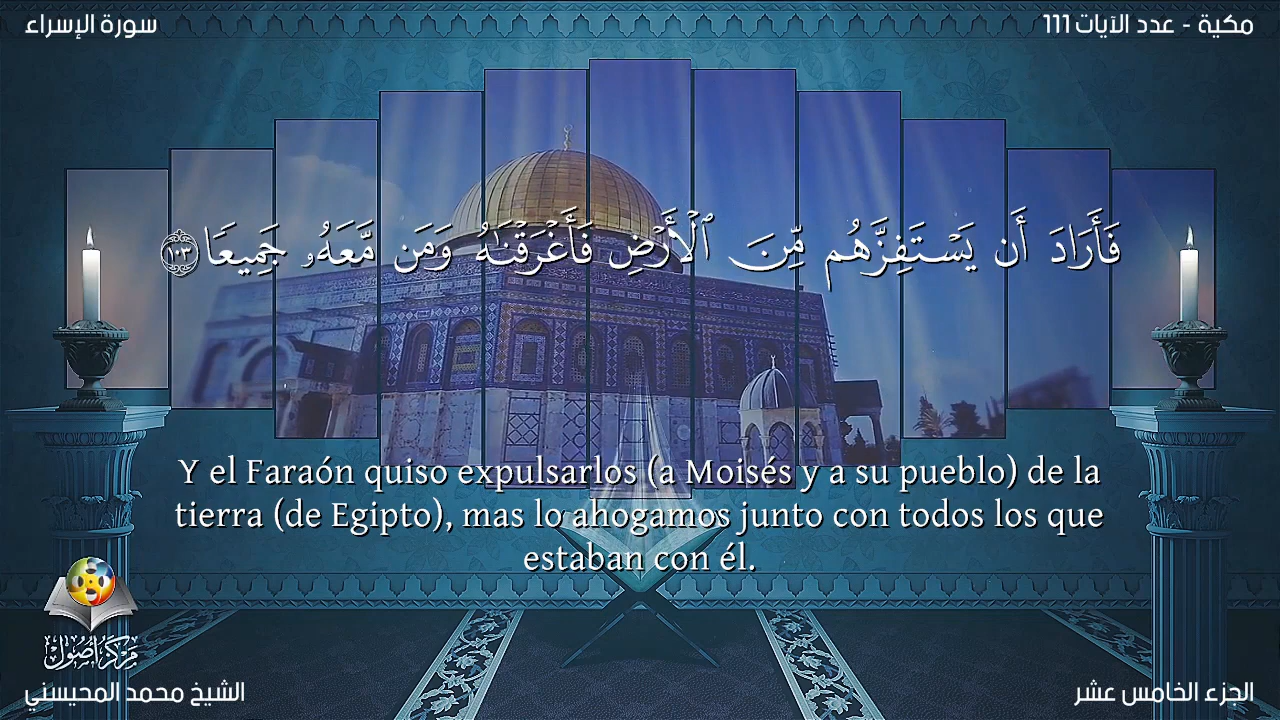 سورة الإسراء
مكية - عدد الآيات 111
فَأَرَادَ أَن يَسْتَفِزَّهُم مِّنَ ٱلْأَرْضِ فَأَغْرَقْنَـٰهُ وَمَن مَّعَهُۥ جَمِيعًا ١٠٣
Y el Faraón quiso expulsarlos (a Moisés y a su pueblo) de la
tierra (de Egipto), mas lo ahogamos junto con todos los que
estaban con él.
مركز أصول
الشيخ محمد المحيسني
الجزء الخامس عشر